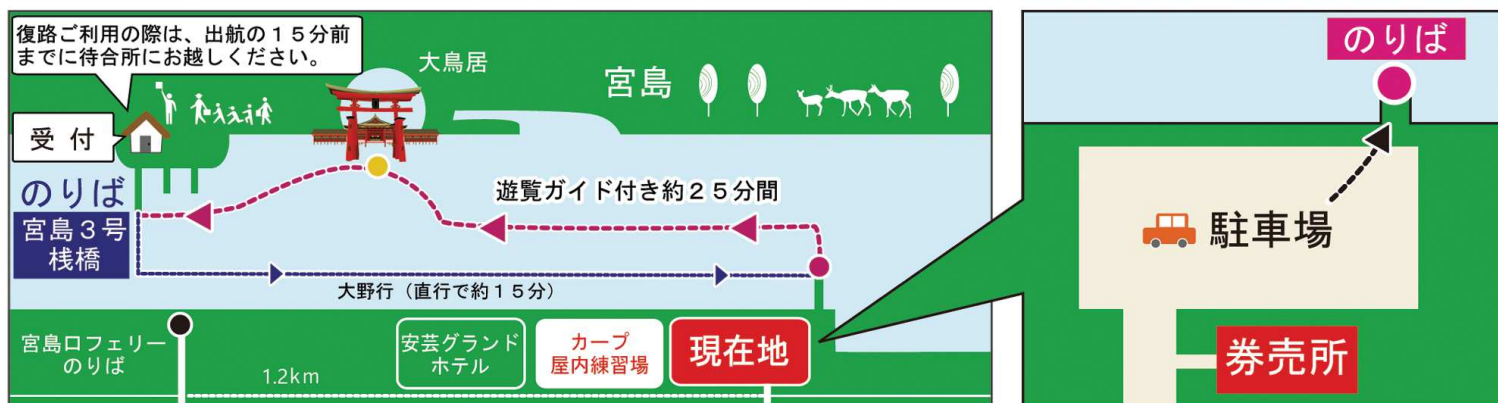 復路ご利用の際は、出航の１５分前
までに待合所にお越しください。
受付
大鳥居
宮島
のりば
宮島３号
桟橋
遊覧ガイド付き約２５分間
大野行（直行で約１５分）
宮島口フェリー
のりば
1.2km
安芸グランド
ホテル
カープ
屋内練習場
現在地
のりば
駐車場
券売所